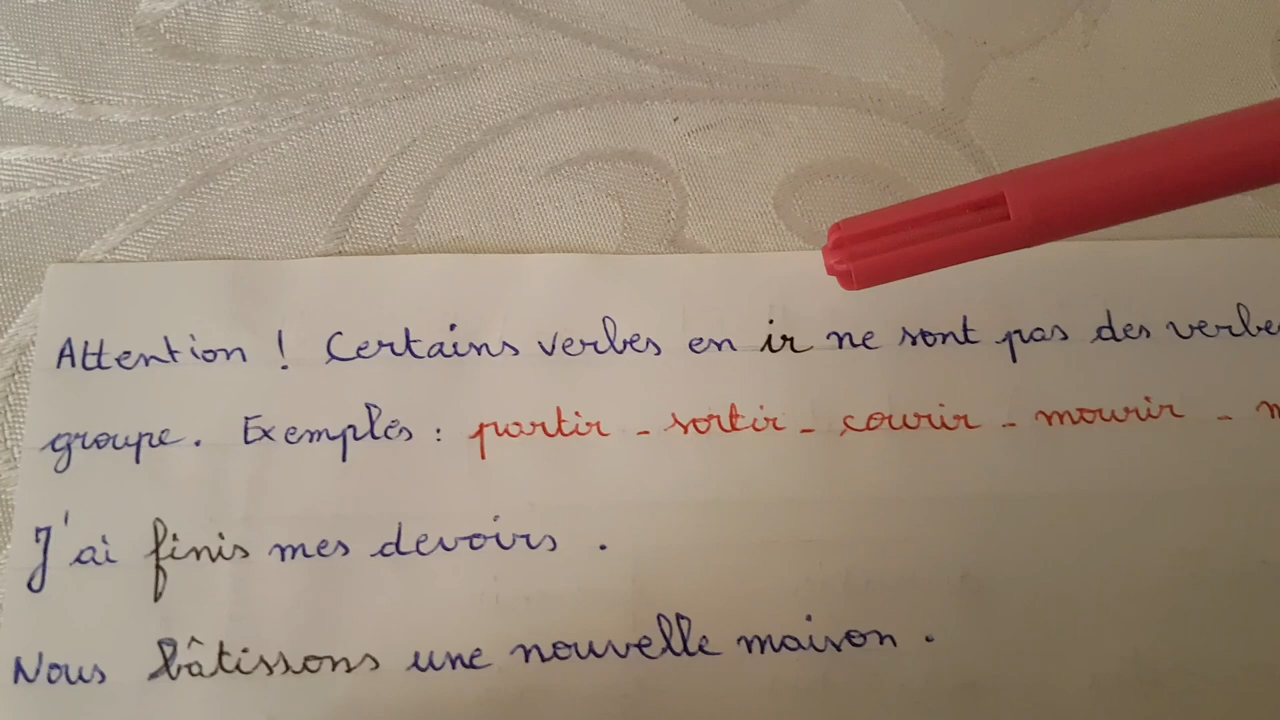 Attention ! Certains verbes en ir ne sont pas des verbes
groupe. Exemples : partir - sortir - courir - mourir -
J'ai finis mes devoirs .
Nous bâtissons une nouvelle maison .